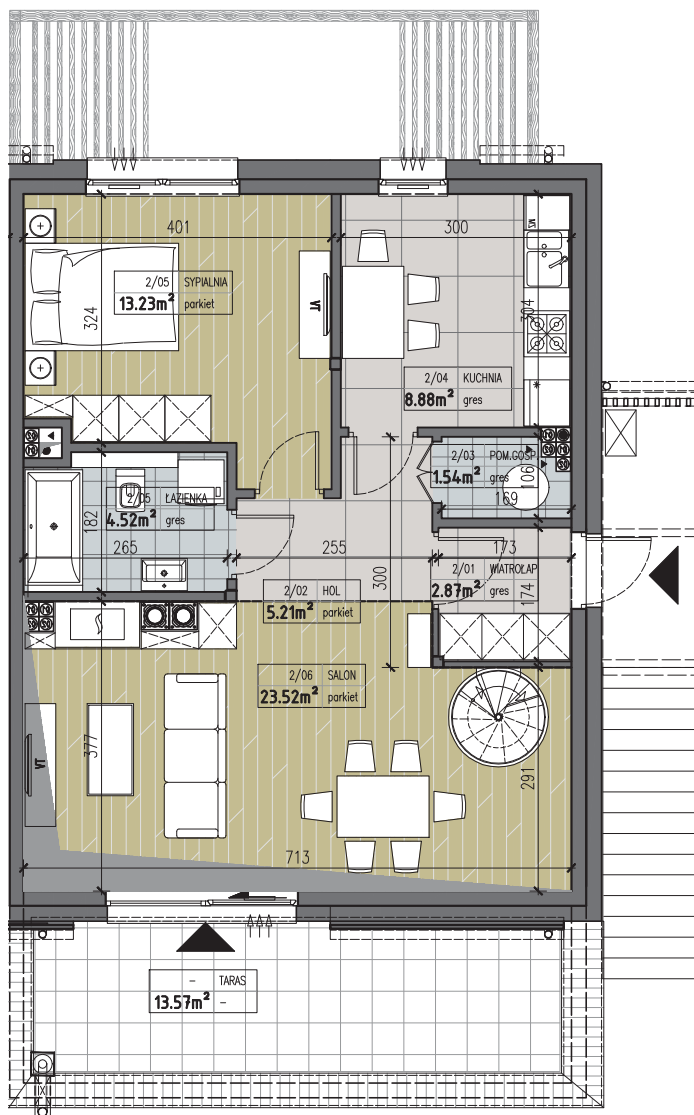 401
300
2/05 SYPIALNIA
13.23m² parkiet
324
304
MZ
TV
2/04 KUCHNIA
8.88m² gres
2/03 POM.GOSP.
1.54m² gres
106
169
2/05 ŁAZIENKA
4.52m² gres
182
265
255
173
300
2/01 WIATROŁAP
2.87m² gres
174
2/02 HOL
5.21m² parkiet
2/06 SALON
23.52m² parkiet
377
TV
291
713
- TARAS
13.57m² -